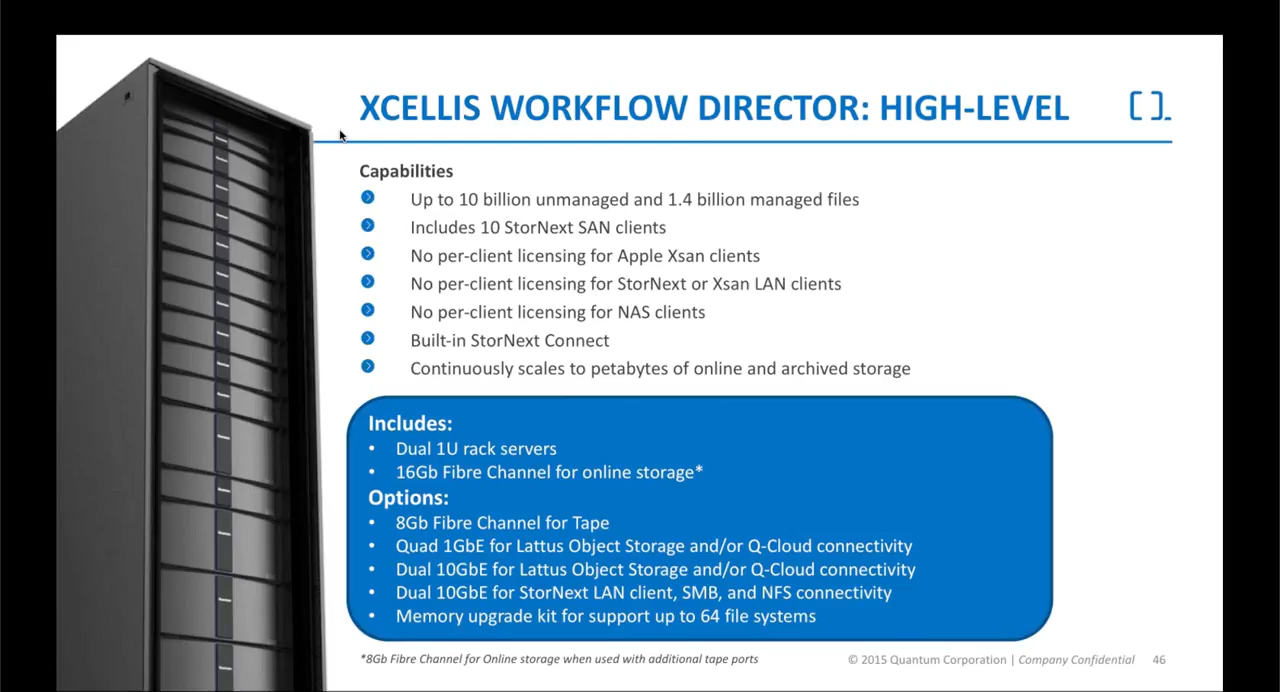 XCELLIS WORKFLOW DIRECTOR: HIGH-LEVEL
Capabilities
Up to 10 billion unmanaged and 1.4 billion managed files
Includes 10 StorNext SAN clients
No per-client licensing for Apple Xsan clients
No per-client licensing for StorNext or Xsan LAN clients
No per-client licensing for NAS clients
Built-in StorNext Connect
Continuously scales to petabytes of online and archived storage
Includes:
• Dual 1U rack servers
• 16Gb Fibre Channel for online storage*
Options:
• 8Gb Fibre Channel for Tape
• Quad 1GbE for Lattus Object Storage and/or Q-Cloud connectivity
• Dual 10GbE for Lattus Object Storage and/or Q-Cloud connectivity
• Dual 10GbE for StorNext LAN client, SMB, and NFS connectivity
• Memory upgrade kit for support up to 64 file systems
*8Gb Fibre Channel for Online storage when used with additional tape ports
© 2015 Quantum Corporation | Company Confidential 46